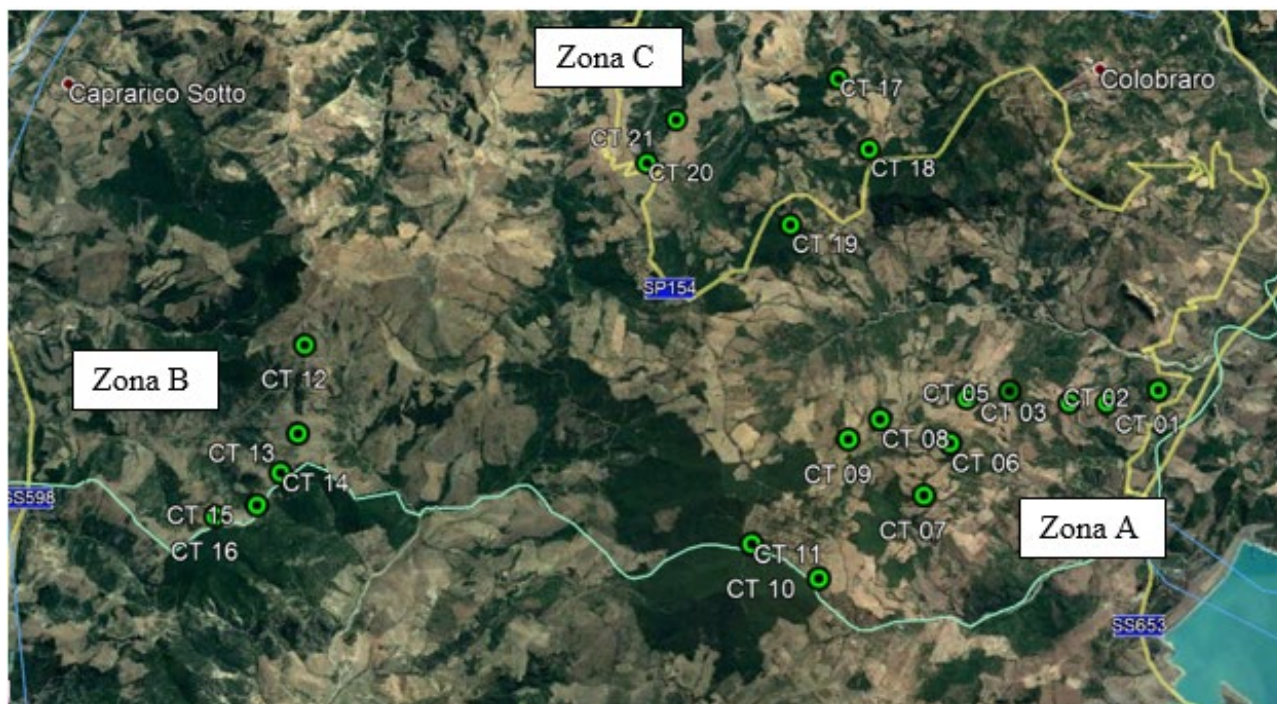 Zona C
CT 17
Caprarico Sotto
Colobraro
CT 21
CT 20
CT 18
CT 19
SP154
CT 12
Zona B
CT 05
CT 02
CT 03
CT 01
CT 08
CT 09
CT 06
CT 13
CT 14
SS598
CT 07
CT 15
CT 16
Zona A
CT 11
CT 10
SS653